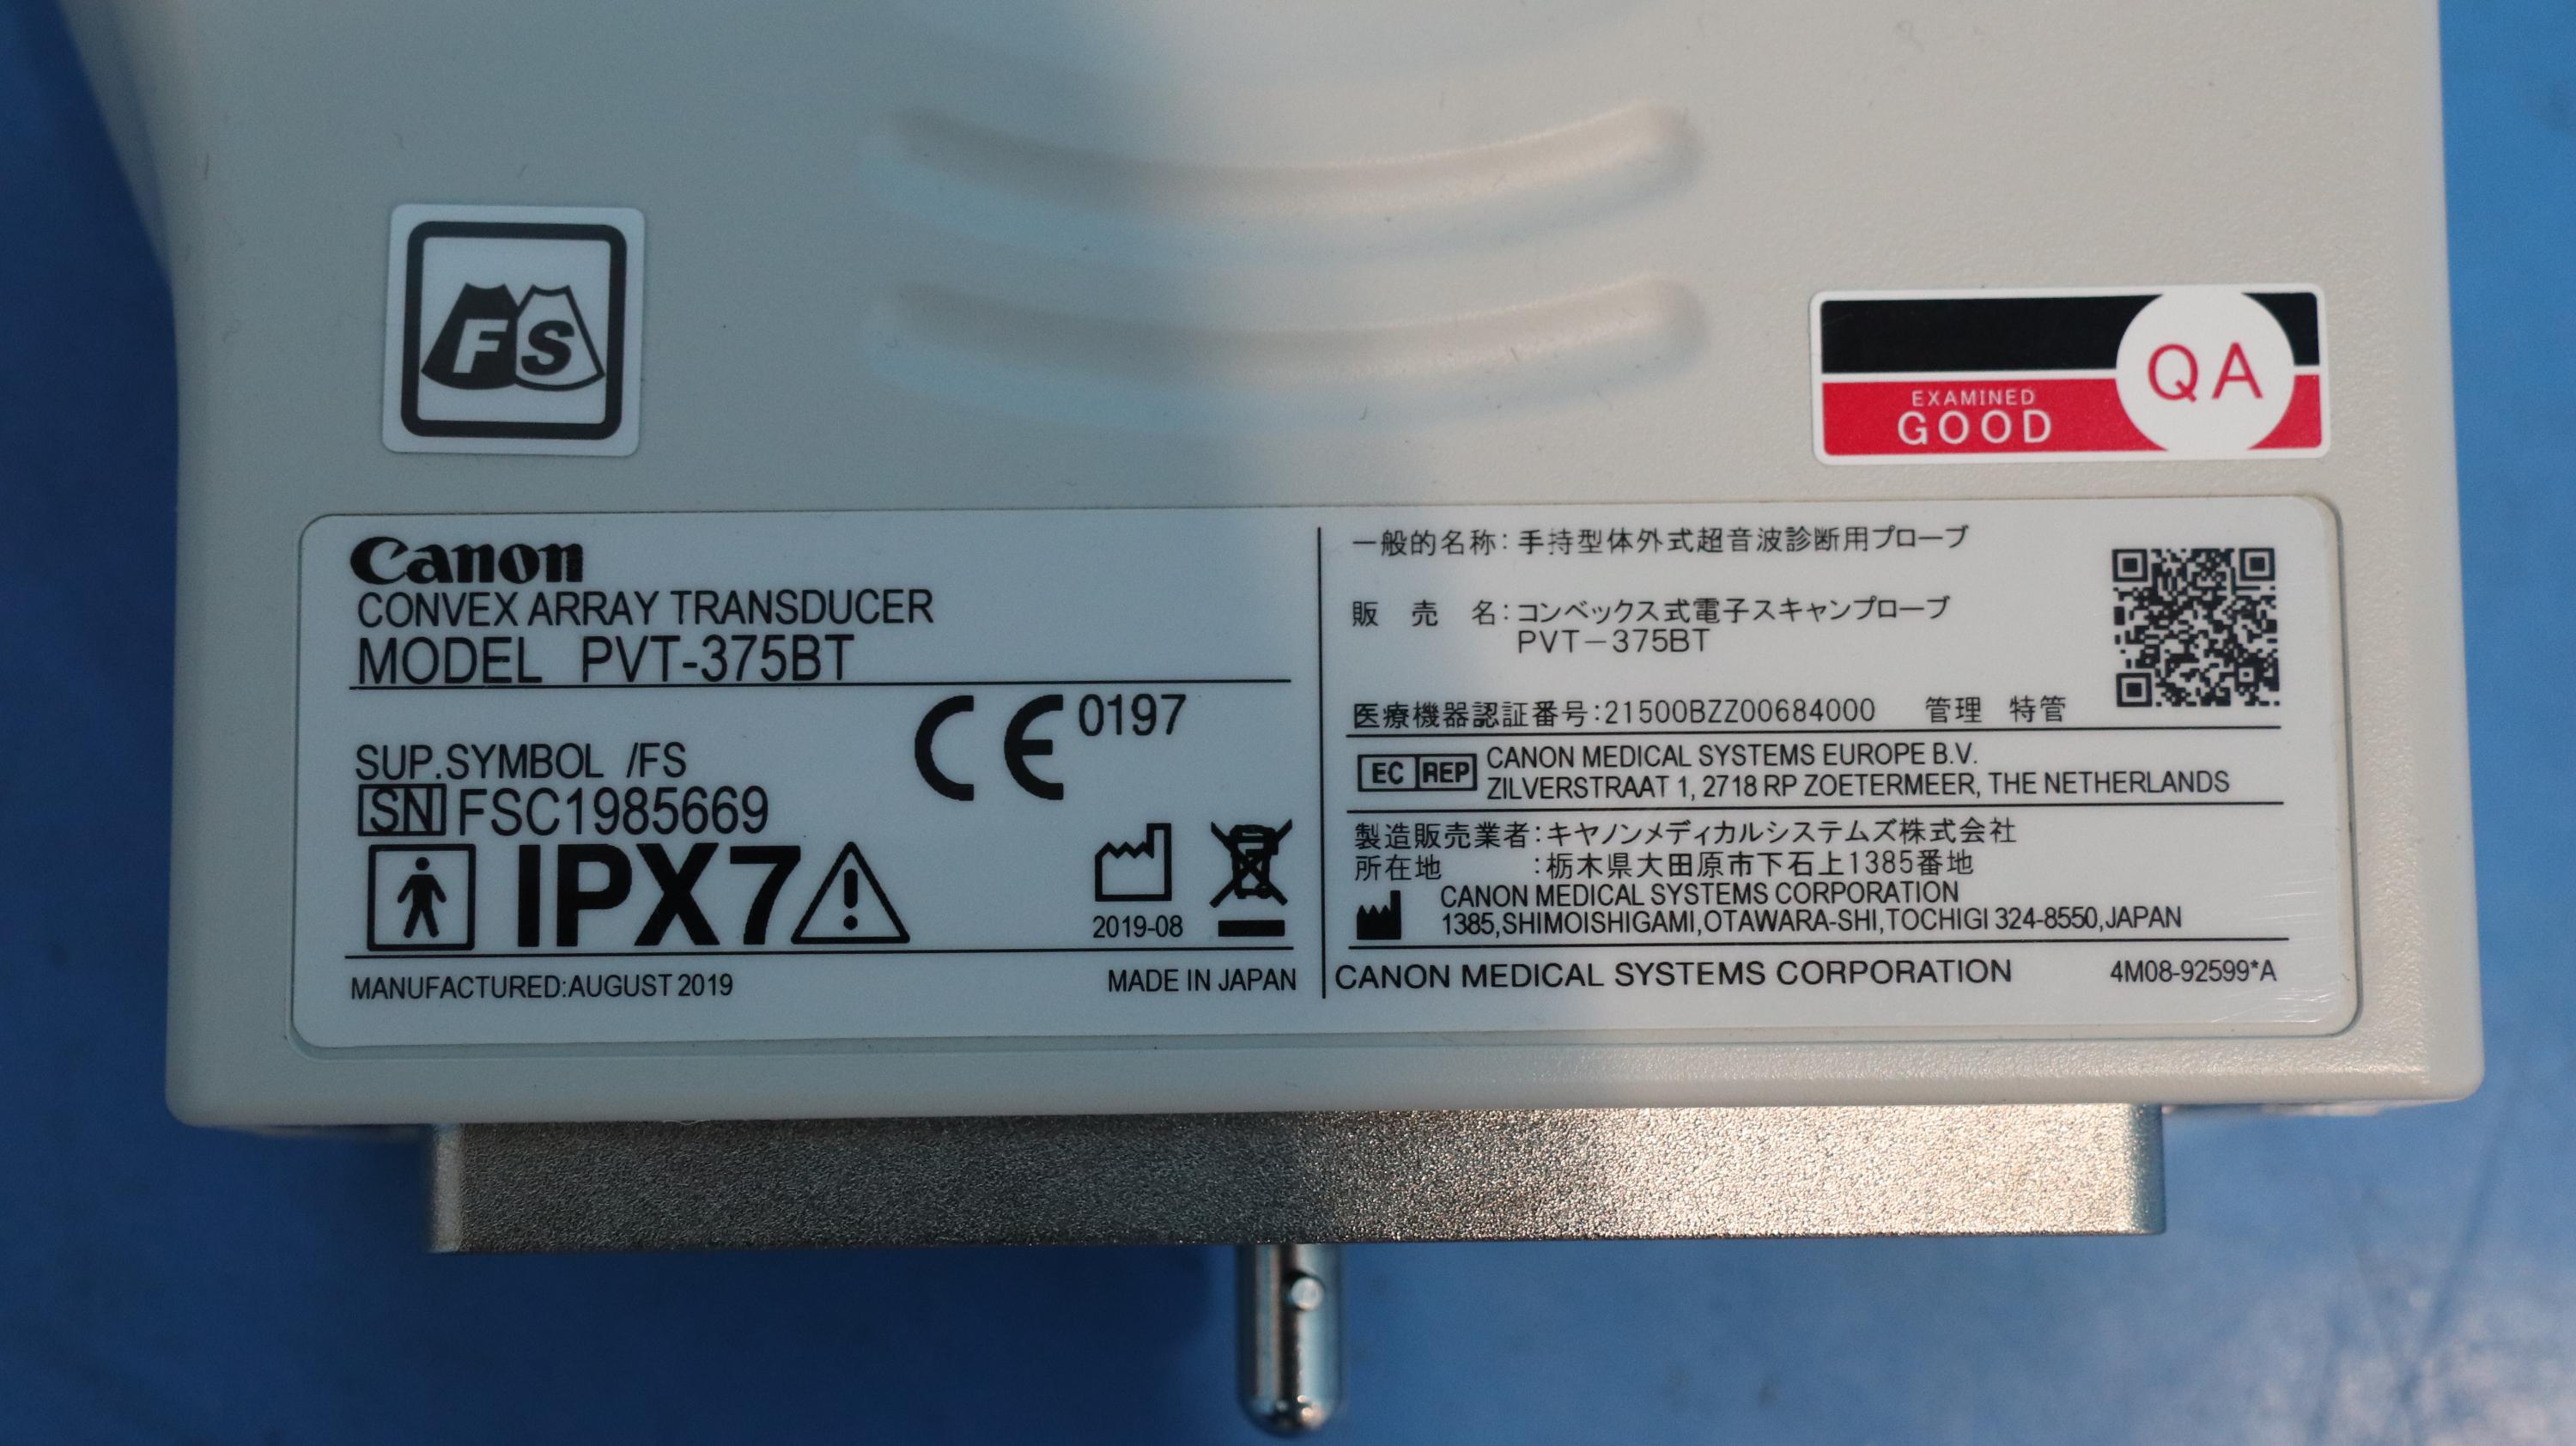 FS
EXAMINED
GOOD
QA
Canon
CONVEX ARRAY TRANSDUCER
MODEL PVT-375BT
CE 0197
SUP.SYMBOL /FS
SN FSC1985669
IPX7
2019-08
MANUFACTURED:AUGUST 2019
MADE IN JAPAN
一般的名称:手持型体外式超音波診断用プローブ
販 売 名:コンベックス式電子スキャンプローブ
PVT-375BT
医療機器認証番号:21500BZZ00684000 管理 特管
EC REP
CANON MEDICAL SYSTEMS EUROPE B.V.
ZILVERSTRAAT 1, 2718 RP ZOETERMEER, THE NETHERLANDS
製造販売業者:キヤノンメディカルシステムズ株式会社
所在地 :栃木県大田原市下石上1385番地
CANON MEDICAL SYSTEMS CORPORATION
1385,SHIMOISHIGAMI,OTAWARA-SHI,TOCHIGI 324-8550,JAPAN
CANON MEDICAL SYSTEMS CORPORATION
4M08-92599*A